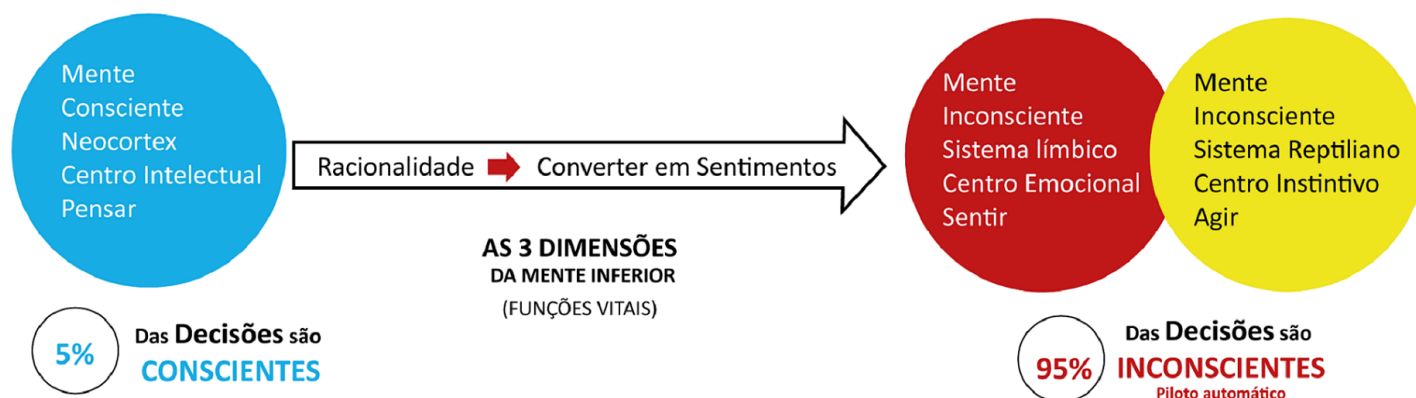 Mente
Consciente
Neocortex
Centro Intelectual
Pensar
Racionalidade Converter em Sentimentos
Mente
Inconsciente
Sistema límbico
Centro Emocional
Sentir
Mente
Inconsciente
Sistema Reptiliano
Centro Instintivo
Agir
AS 3 DIMENSÕES
DA MENTE INFERIOR
(FUNÇÕES VITAIS)
5%
Das Decisões são
CONSCIENTES
95%
Das Decisões são
INCONSCIENTES
Piloto automático